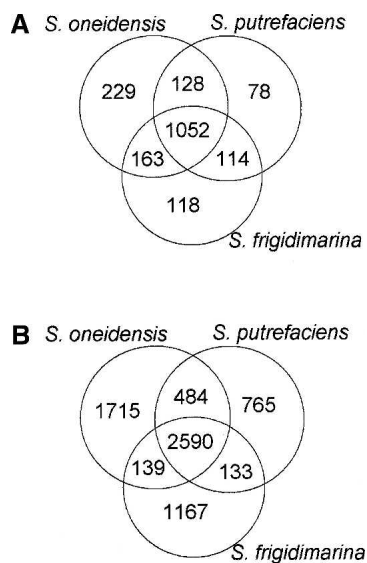 A
S. oneidensis S. putrefaciens
229 128 78
1052
163 114
118
S. frigidimarina
B
S. oneidensis S. putrefaciens
1715 484 765
2590
139 133
1167
S. frigidimarina